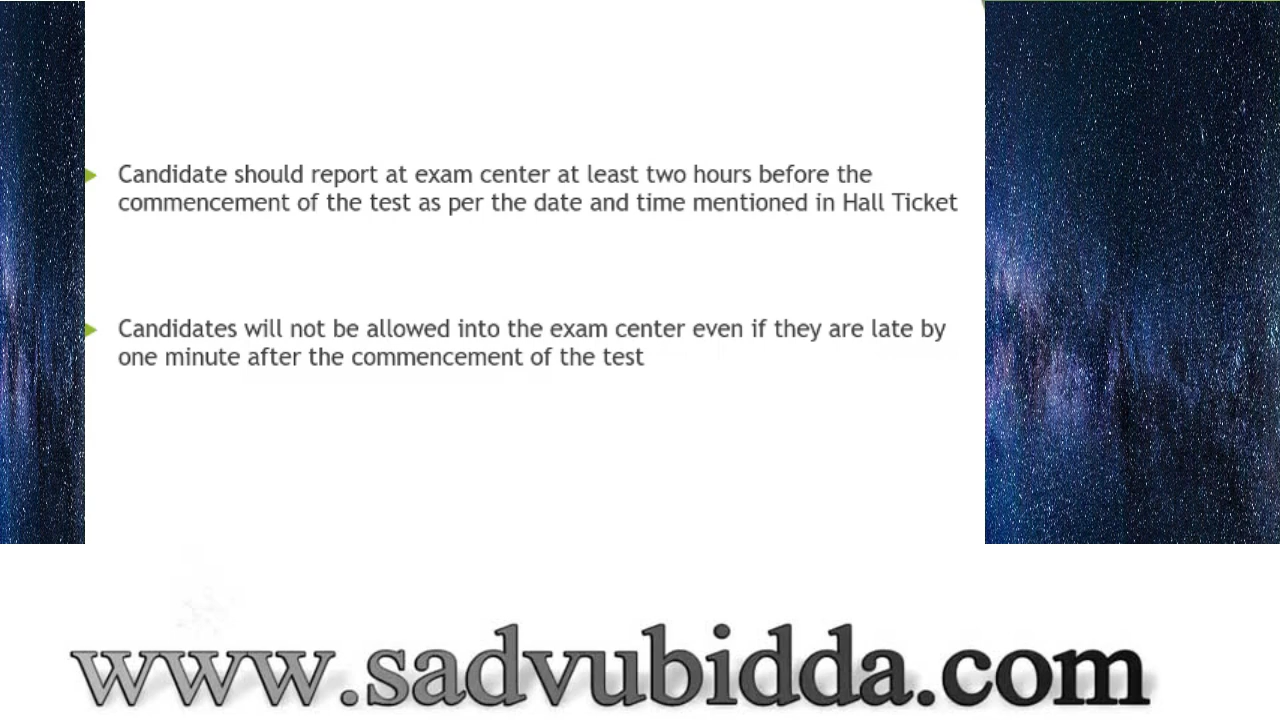 Candidate should report at exam center at least two hours before the
commencement of the test as per the date and time mentioned in Hall Ticket
Candidates will not be allowed into the exam center even if they are late by
one minute after the commencement of the test
www.sadvubidda.com